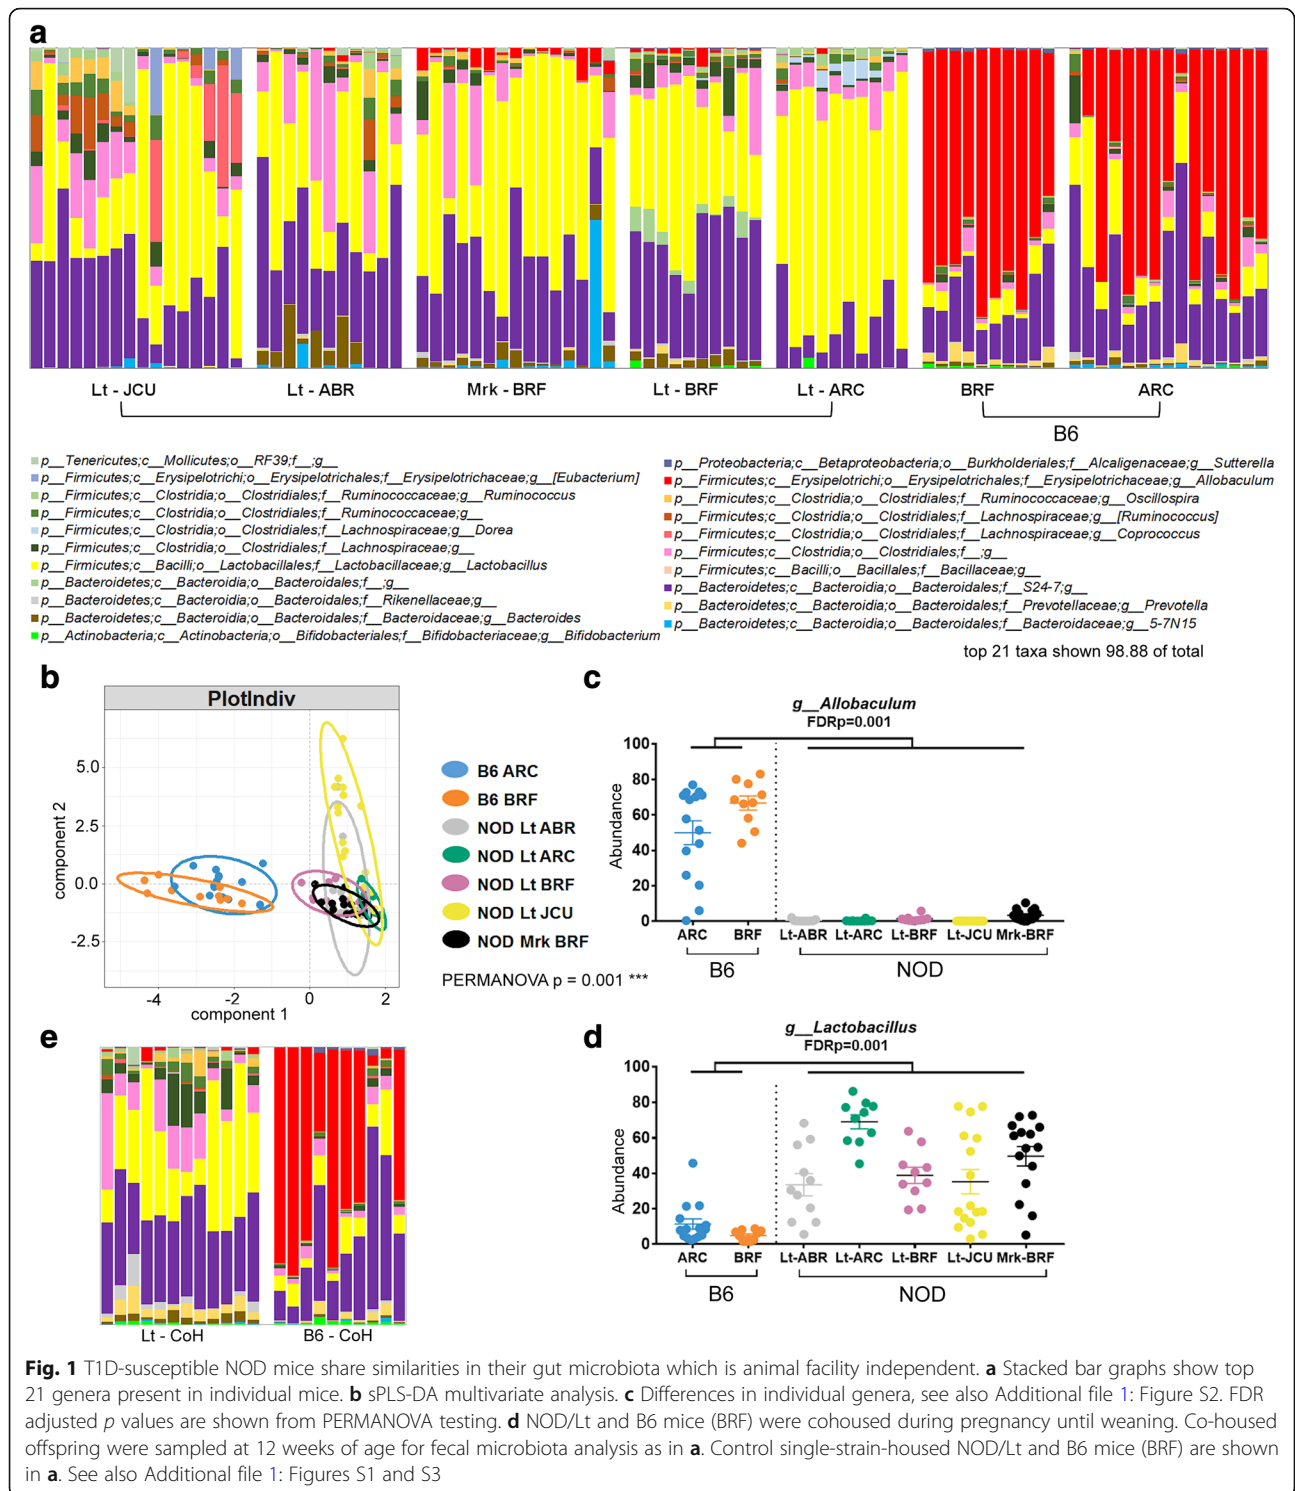 a
Lt - JCU
Lt - ABR
Mrk - BRF
Lt - BRF
Lt - ARC
BRF
ARC
B6
p__Tenericutes;c__Mollicutes;o__RF39;f__;g__
p__Firmicutes;c__Erysipelotrichi;o__Erysipelotrichales;f__Erysipelotrichaceae;g__[Eubacterium]
p__Firmicutes;c__Clostridia;o__Clostridiales;f__Ruminococcaceae;g__Ruminococcus
p__Firmicutes;c__Clostridia;o__Clostridiales;f__Ruminococcaceae;g__
p__Firmicutes;c__Clostridia;o__Clostridiales;f__Lachnospiraceae;g__Dorea
p__Firmicutes;c__Clostridia;o__Clostridiales;f__Lachnospiraceae;g__
p__Firmicutes;c__Bacilli;o__Lactobacillales;f__Lactobacillaceae;g__Lactobacillus
p__Bacteroidetes;c__Bacteroidia;o__Bacteroidales;f__;g__
p__Bacteroidetes;c__Bacteroidia;o__Bacteroidales;f__Rikenellaceae;g__
p__Bacteroidetes;c__Bacteroidia;o__Bacteroidales;f__Bacteroidaceae;g__Bacteroides
p__Actinobacteria;c__Actinobacteria;o__Bifidobacteriales;f__Bifidobacteriaceae;g__Bifidobacterium
p__Proteobacteria;c__Betaproteobacteria;o__Burkholderiales;f__Alcaligenaceae;g__Sutterella
p__Firmicutes;c__Erysipelotrichi;o__Erysipelotrichales;f__Erysipelotrichaceae;g__Allobaculum
p__Firmicutes;c__Clostridia;o__Clostridiales;f__Ruminococcaceae;g__Oscillospira
p__Firmicutes;c__Clostridia;o__Clostridiales;f__Lachnospiraceae;g__[Ruminococcus]
p__Firmicutes;c__Clostridia;o__Clostridiales;f__Lachnospiraceae;g__Coprococcus
p__Firmicutes;c__Clostridia;o__Clostridiales;f__;g__
p__Firmicutes;c__Bacilli;o__Bacillales;f__Bacillaceae;g__
p__Bacteroidetes;c__Bacteroidia;o__Bacteroidales;f__S24-7;g__
p__Bacteroidetes;c__Bacteroidia;o__Bacteroidales;f__Prevotellaceae;g__Prevotella
p__Bacteroidetes;c__Bacteroidia;o__Bacteroidales;f__Bacteroidaceae;g__5-7N15
top 21 taxa shown 98.88 of total
b
PlotIndiv
component 2
5.0
2.5
0.0
-2.5
-4
-2
0
2
component 1
B6 ARC
B6 BRF
NOD Lt ABR
NOD Lt ARC
NOD Lt BRF
NOD Lt JCU
NOD Mrk BRF
PERMANOVA p = 0.001 ***
c
g__Allobaculum
FDRp=0.001
Abundance
100
80
60
40
20
0
ARC
BRF
Lt-ABR
Lt-ARC
Lt-BRF
Lt-JCU
Mrk-BRF
B6
NOD
e
Lt - CoH
B6 - CoH
d
g__Lactobacillus
FDRp=0.001
Abundance
100
80
60
40
20
0
ARC
BRF
Lt-ABR
Lt-ARC
Lt-BRF
Lt-JCU
Mrk-BRF
B6
NOD
Fig. 1 T1D-susceptible NOD mice share similarities in their gut microbiota which is animal facility independent. a Stacked bar graphs show top
21 genera present in individual mice. b sPLS-DA multivariate analysis. c Differences in individual genera, see also Additional file 1: Figure S2. FDR
adjusted p values are shown from PERMANOVA testing. d NOD/Lt and B6 mice (BRF) were cohoused during pregnancy until weaning. Co-housed
offspring were sampled at 12 weeks of age for fecal microbiota analysis as in a. Control single-strain-housed NOD/Lt and B6 mice (BRF) are shown
in a. See also Additional file 1: Figures S1 and S3